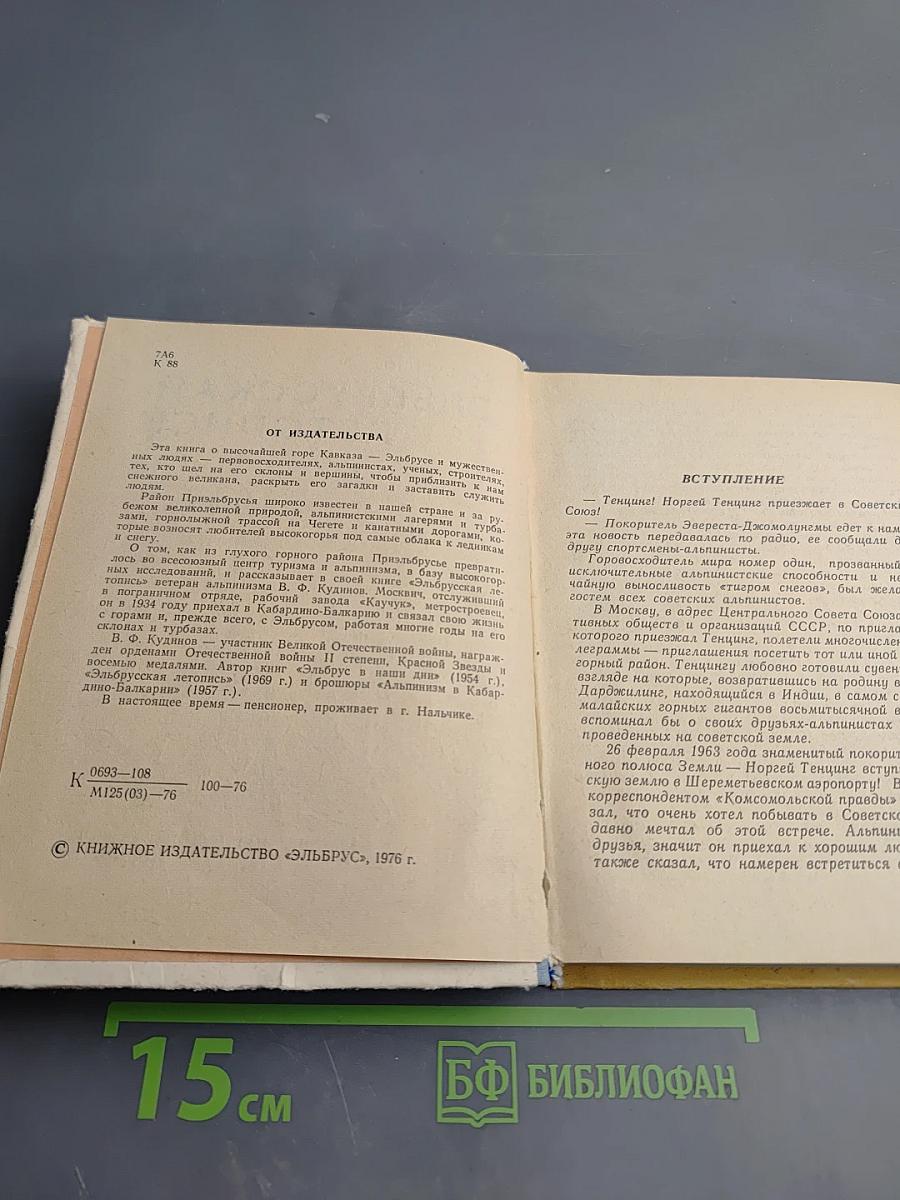 7А6
К 88
ОТ ИЗДАТЕЛЬСТВА
Эта книга о высочайшей горе Кавказа — Эльбрусе и мужествен-
ных людях — первовосходителях, альпинистах, ученых, строителях,
тех, кто шел на его склоны и вершины, чтобы приблизить к нам
снежного великана, раскрыть его загадки и заставить служить
людям.
Район Приэльбрусья широко известен в нашей стране и за ру-
бежом великолепной природой, альпинистскими лагерями и турба-
зами, горнолыжной трассой на Чегете и канатными дорогами, ко-
торые возносят любителей высокогорья под самые облака к ледникам
и снегу.
О том, как из глухого горного района Приэльбрусье преврати-
лось во всесоюзный центр туризма и альпинизма, в базу высокогор-
ных исследований, и рассказывает в своей книге «Эльбрусская ле-
топись» ветеран альпинизма В. Ф. Кудинов. Москвич, отслуживший
в пограничном отряде, рабочий завода «Каучук», метростроевец,
он в 1934 году приехал в Кабардино-Балкарию и связал свою жизнь
с горами и, прежде всего, с Эльбрусом, работая многие годы на его
склонах и турбазах.
В. Ф. Кудинов — участник Великой Отечественной войны, награж-
ден орденами Отечественной войны II степени, Красной Звезды и
восемью медалями. Автор книг «Эльбрус в наши дни» (1954 г.),
«Эльбрусская летопись» (1969 г.) и брошюры «Альпинизм в Кабар-
дино-Балкарии» (1957 г.).
В настоящее время — пенсионер, проживает в г. Нальчике.
К 0693—108
М125(03)—76 100—76
© КНИЖНОЕ ИЗДАТЕЛЬСТВО «ЭЛЬБРУС», 1976 г.
ВСТУПЛЕНИЕ
— Тенцинг! Норгей Тенцинг приезжает в Советски
Союз!
— Покоритель Эвереста-Джомолунгмы едет к нам
эта новость передавалась по радио, ее сообщали д
другу спортсмены-альпинисты.
Горовосходитель мира номер один, прозванный
исключительные альпинистские способности и не
чайную выносливость «тигром снегов», был жела
гостем всех советских альпинистов.
В Москву, в адрес Центрального Совета Союза
тивных обществ и организаций СССР, по пригла
которого приезжал Тенцинг, полетели многочислен
леграммы — приглашения посетить тот или иной
горный район. Тенцингу любовно готовили сувен
взгляде на которые, возвратившись на родину в
Дарджилинг, находящийся в Индии, в самом с
малайских горных гигантов восьмитысячной в
вспоминал бы о своих друзьях-альпинистах
проведенных на советской земле.
26 февраля 1963 года знаменитый покорит
ного полюса Земли — Норгей Тенцинг вступи
скую землю в Шереметьевском аэропорту! В
корреспондентом «Комсомольской правды»
зал, что очень хотел побывать в Советско
давно мечтал об этой встрече. Альпини
друзья, значит он приехал к хорошим лю
также сказал, что намерен встретиться
15 см
БФ БИБЛИОФАН